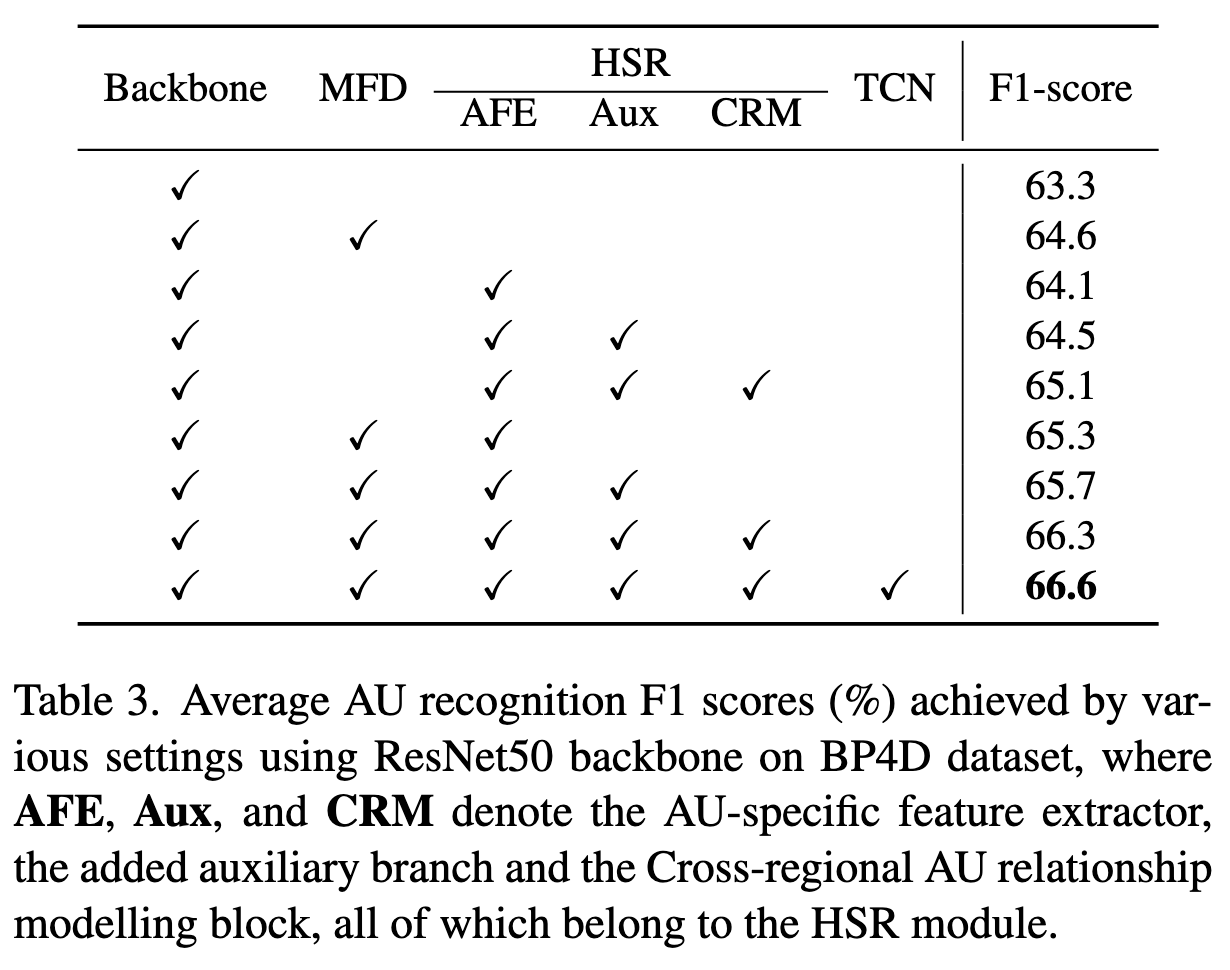 HSR
Backbone MFD TCN F1-score
AFE Aux CRM
✓ 63.3
✓ ✓ 64.6
✓ ✓ 64.1
✓ ✓ ✓ 64.5
✓ ✓ ✓ ✓ 65.1
✓ ✓ ✓ 65.3
✓ ✓ ✓ ✓ 65.7
✓ ✓ ✓ ✓ ✓ 66.3
✓ ✓ ✓ ✓ ✓ ✓ 66.6
Table 3. Average AU recognition F1 scores (%) achieved by var-
ious settings using ResNet50 backbone on BP4D dataset, where
AFE, Aux, and CRM denote the AU-specific feature extractor,
the added auxiliary branch and the Cross-regional AU relationship
modelling block, all of which belong to the HSR module.